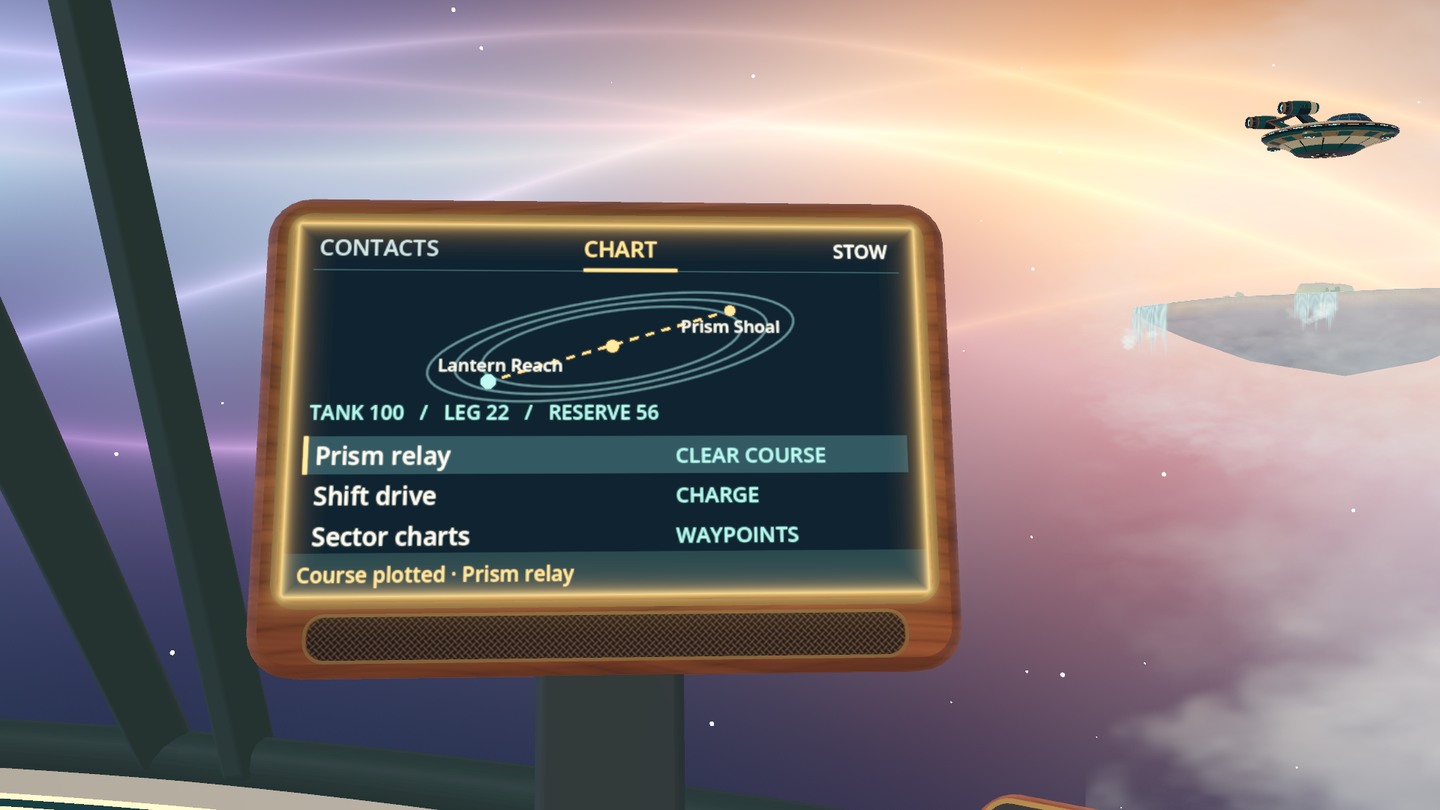 CONTACTS CHART STOW
Prism Shoal
Lantern Reach
TANK 100 / LEG 22 / RESERVE 56
Prism relay CLEAR COURSE
Shift drive CHARGE
Sector charts WAYPOINTS
Course plotted · Prism relay